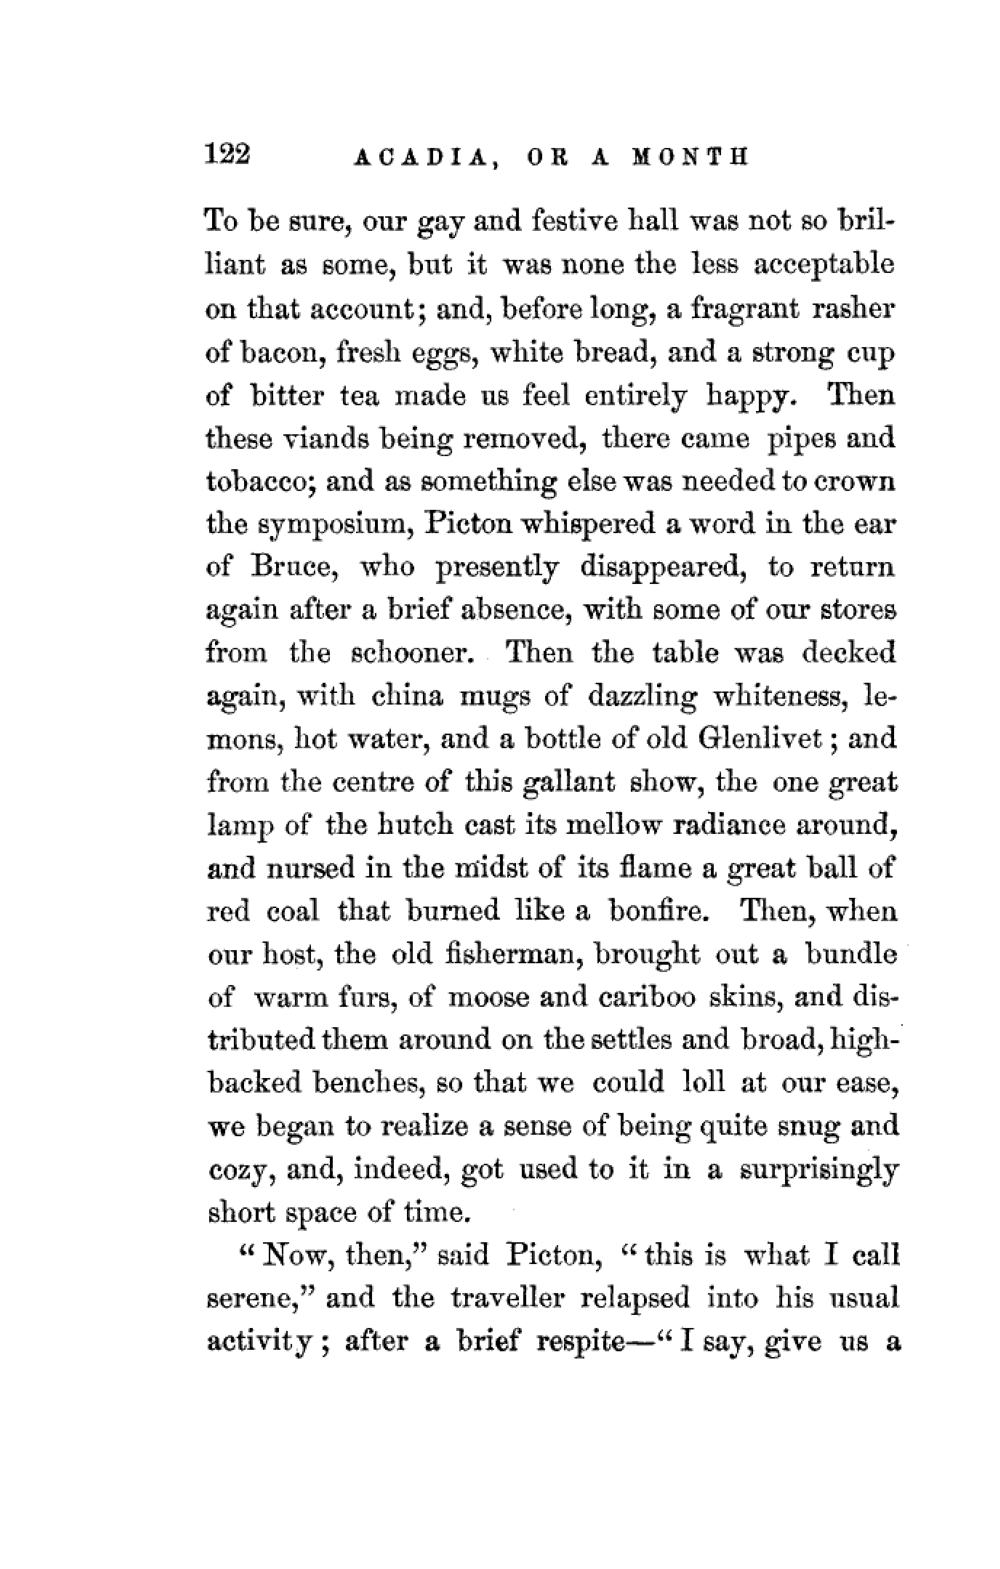 122 ACADIA, OR A MONTH
To be sure, our gay and festive hall was not so bril-
liant as some, but it was none the less acceptable
on that account; and, before long, a fragrant rasher
of bacon, fresh eggs, white bread, and a strong cup
of bitter tea made us feel entirely happy. Then
these viands being removed, there came pipes and
tobacco; and as something else was needed to crown
the symposium, Picton whispered a word in the ear
of Bruce, who presently disappeared, to return
again after a brief absence, with some of our stores
from the schooner. Then the table was decked
again, with china mugs of dazzling whiteness, le-
mons, hot water, and a bottle of old Glenlivet; and
from the centre of this gallant show, the one great
lamp of the hutch cast its mellow radiance around,
and nursed in the midst of its flame a great ball of
red coal that burned like a bonfire. Then, when
our host, the old fisherman, brought out a bundle
of warm furs, of moose and cariboo skins, and dis-
tributed them around on the settles and broad, high-
backed benches, so that we could loll at our ease,
we began to realize a sense of being quite snug and
cozy, and, indeed, got used to it in a surprisingly
short space of time.
"Now, then," said Picton, "this is what I call
serene," and the traveller relapsed into his usual
activity; after a brief respite—"I say, give us a